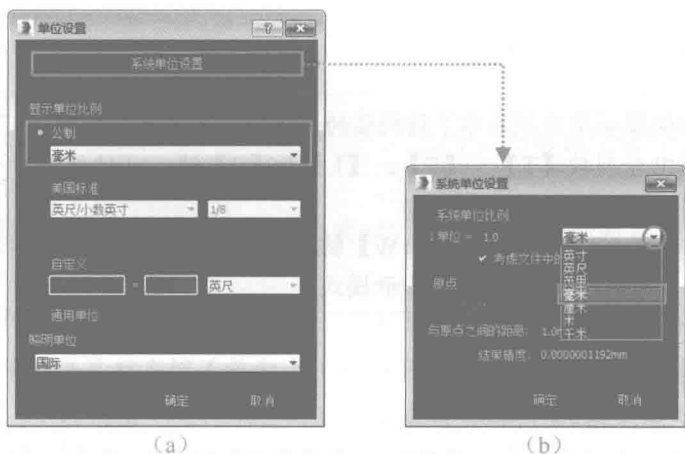 单位设置
系统单位设置
显示单位比例
公制
毫米
美国标准
英尺/小数英寸
1/8
自定义
=
英尺
通用单位
照明单位
国际
确定
取消
(a)
系统单位设置
系统单位比例
1单位 = 1.0
毫米
考虑文件中的
英寸
英尺
英里
毫米
厘米
米
千米
原点
与原点之间的距离: 1.0
结果精度: 0.0000001192mm
确定
取消
(b)